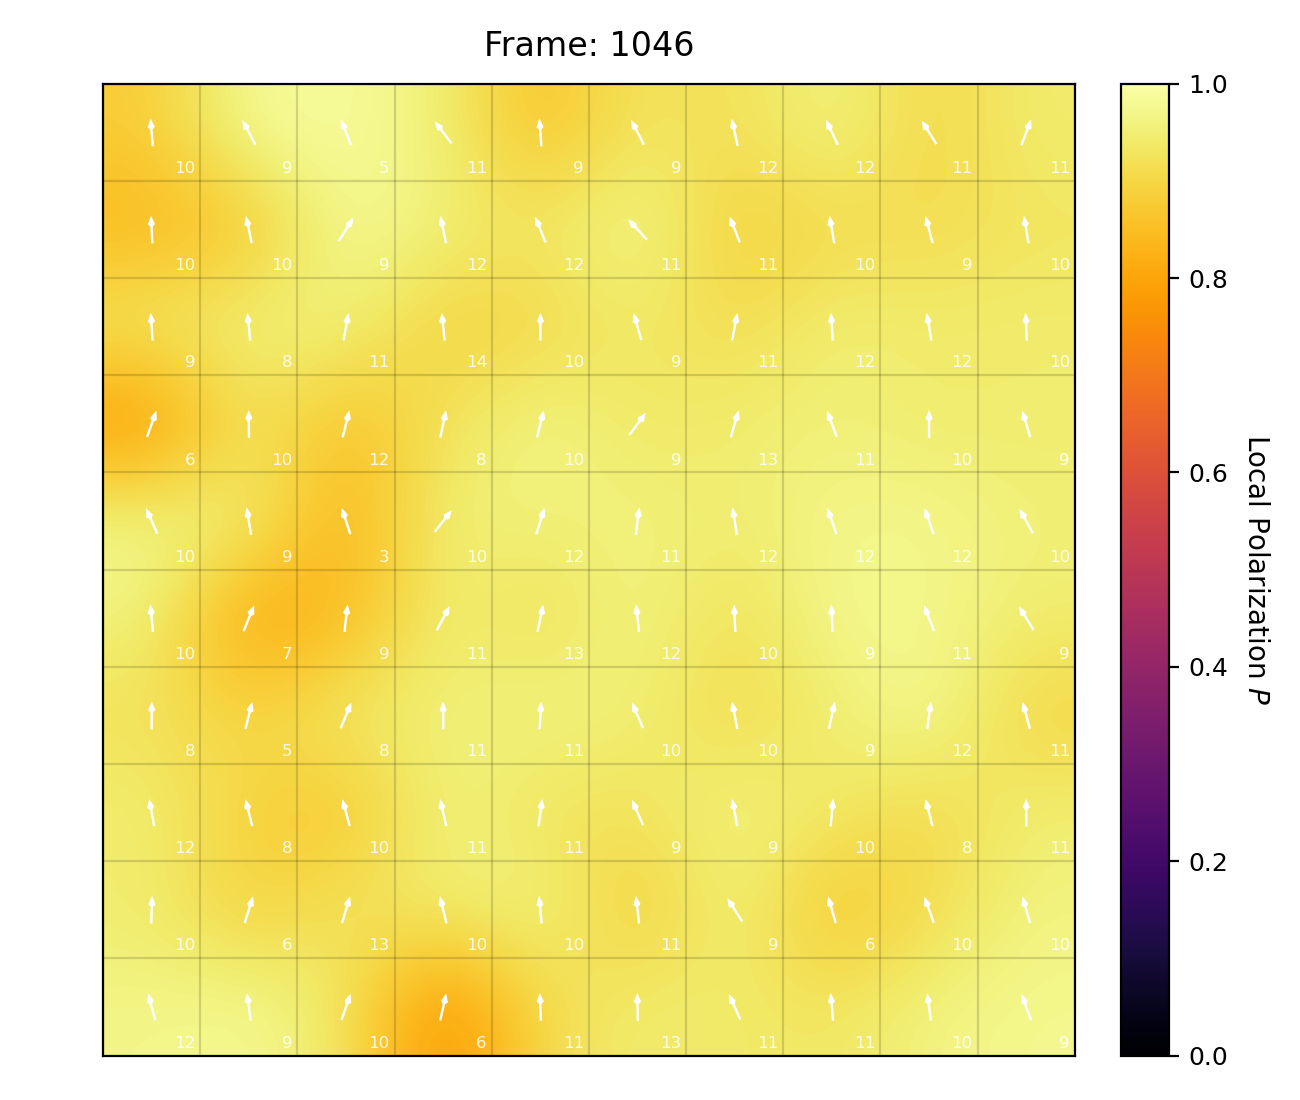 Frame: 1046
10 9 5 11 9 9 12 12 11 11
10 10 9 12 12 11 11 10 9 10
9 8 11 14 10 9 11 12 12 10
6 10 12 8 10 9 13 11 10 9
10 9 3 10 12 11 12 12 12 10
10 7 9 11 13 12 10 9 11 9
8 5 8 11 11 10 10 9 12 11
12 8 10 11 11 9 9 10 8 11
10 6 13 10 10 11 9 6 10 10
12 9 10 6 11 13 11 11 10 9
1.0
0.8
0.6
0.4
0.2
0.0
Local Polarization P